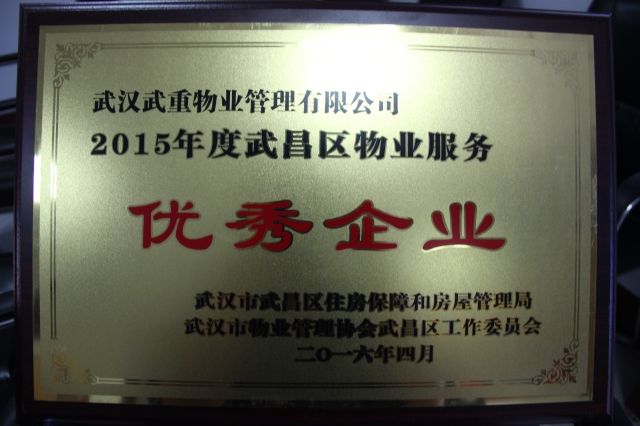 武汉武重物业管理有限公司
2015年度武昌区物业服务
优秀企业
武汉市武昌区住房保障和房屋管理局
武汉市物业管理协会武昌区工作委员会
二〇一六年四月